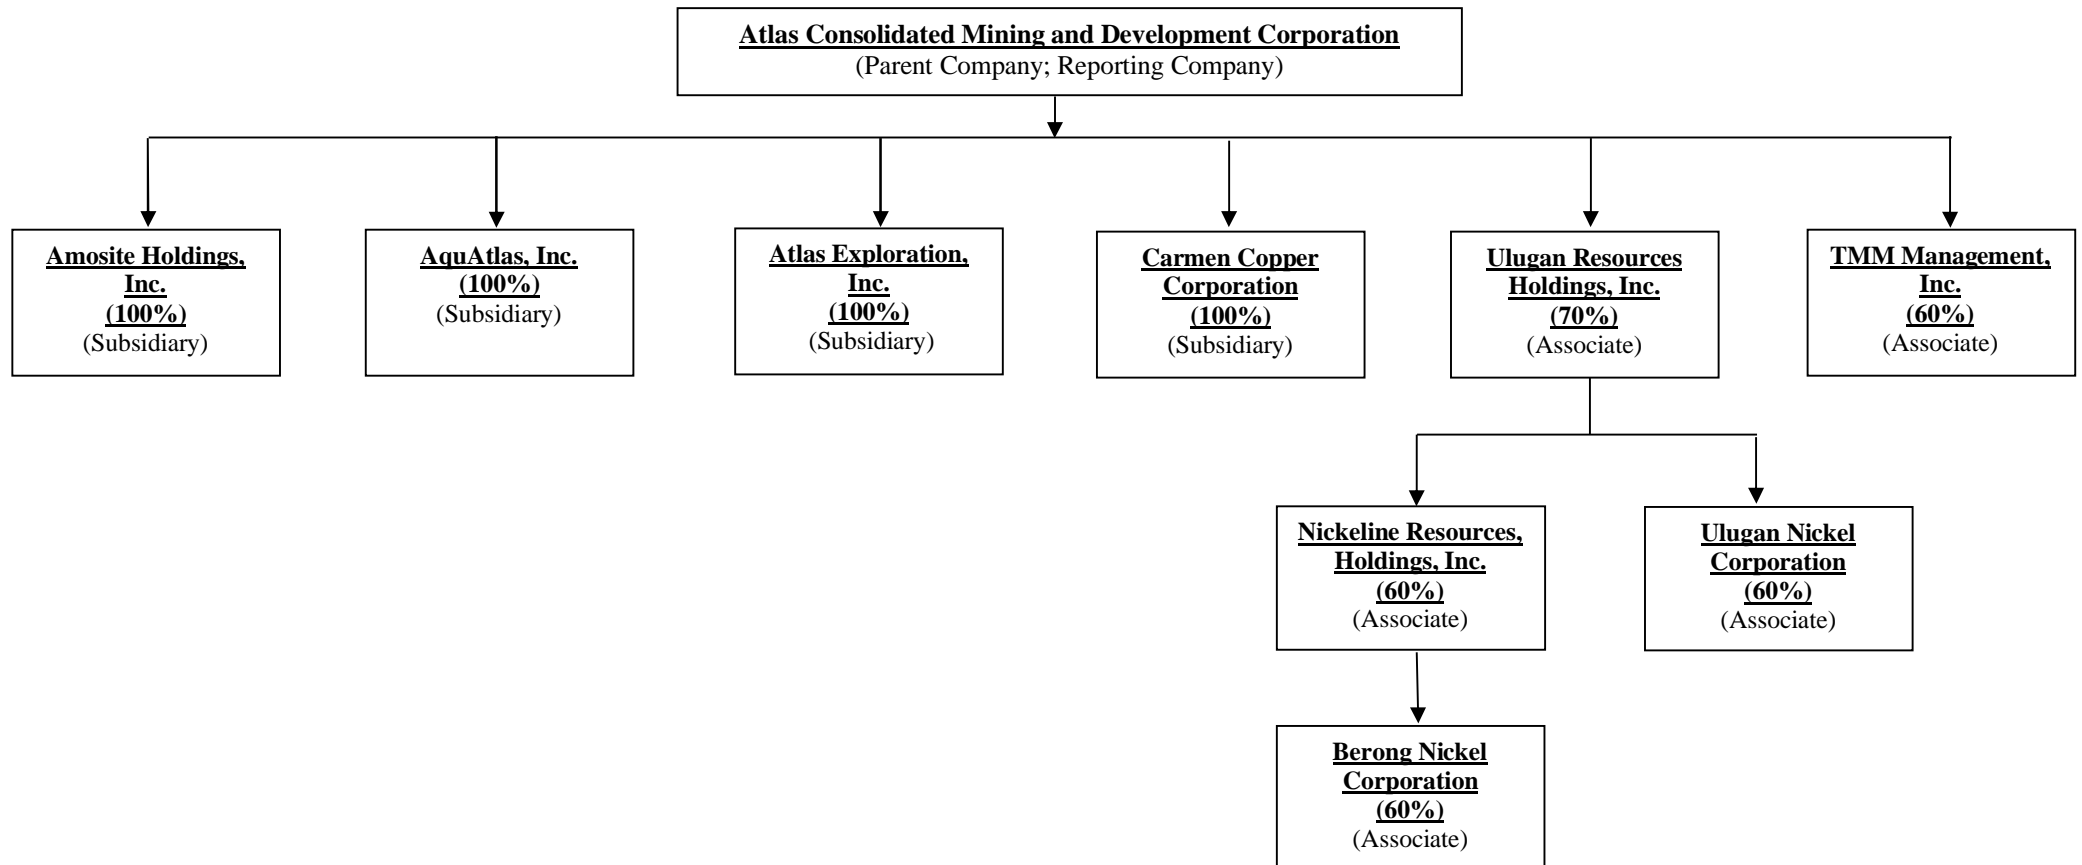 Atlas Consolidated Mining and Development Corporation
(Parent Company; Reporting Company)
Amosite Holdings,
Inc.
(100%)
(Subsidiary)
AquAtlas, Inc.
(100%)
(Subsidiary)
Atlas Exploration,
Inc.
(100%)
(Subsidiary)
Carmen Copper
Corporation
(100%)
(Subsidiary)
Ulugan Resources
Holdings, Inc.
(70%)
(Associate)
TMM Management,
Inc.
(60%)
(Associate)
Nickeline Resources,
Holdings, Inc.
(60%)
(Associate)
Ulugan Nickel
Corporation
(60%)
(Associate)
Berong Nickel
Corporation
(60%)
(Associate)